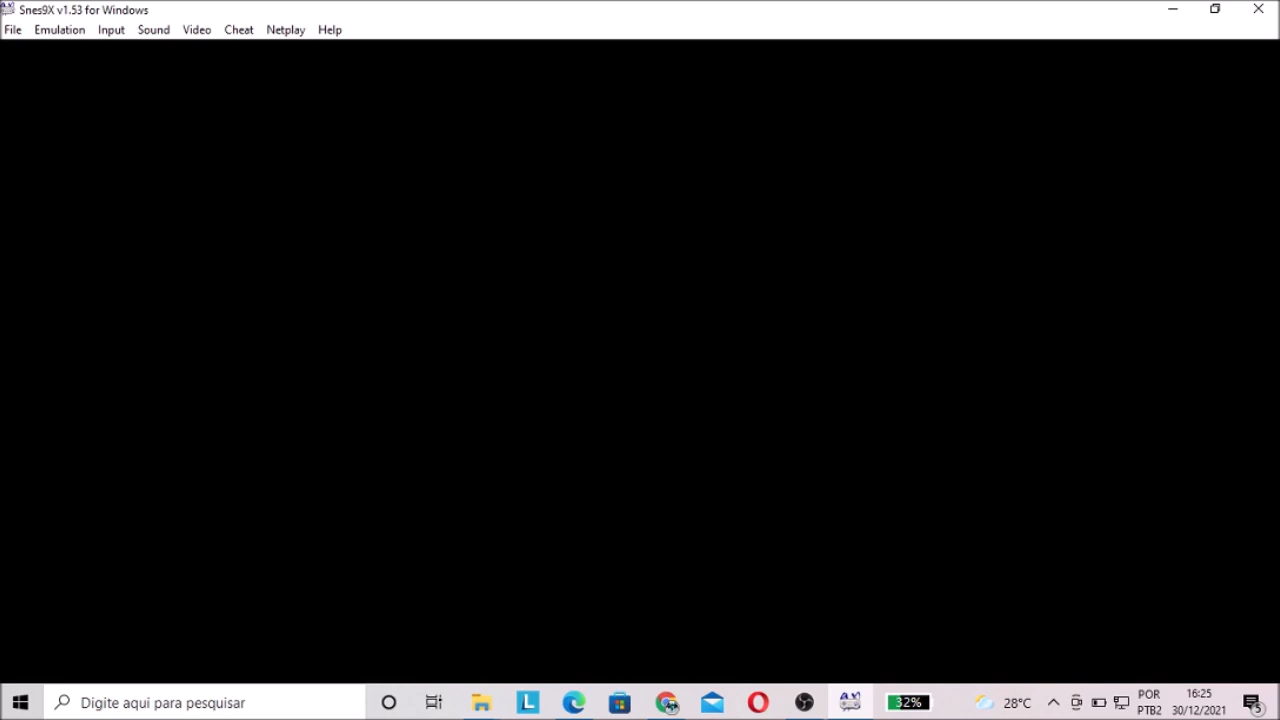 Snes9X v1.53 for Windows
File Emulation Input Sound Video Cheat Netplay Help
Digite aqui para pesquisar
L
32%
28°C
POR
PTB2
16:25
30/12/2021
5